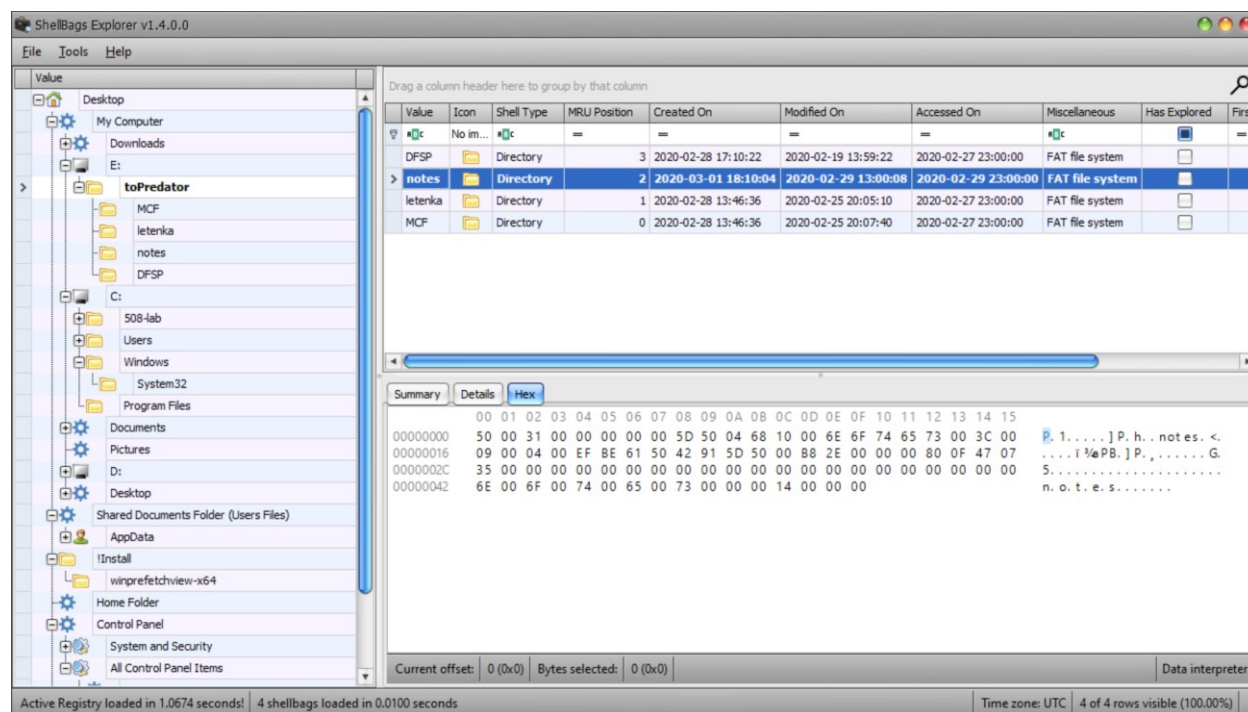 ShellBags Explorer v1.4.0.0
File Tools Help
Value
Desktop
My Computer
Downloads
E:
toPredator
MCF
letenka
notes
DFSP
C:
508-lab
Users
Windows
System32
Program Files
Documents
Pictures
D:
Desktop
Shared Documents Folder (Users Files)
AppData
!Install
winprefetchview-x64
Home Folder
Control Panel
System and Security
All Control Panel Items
Drag a column header here to group by that column
Value Icon Shell Type MRU Position Created On Modified On Accessed On Miscellaneous Has Explored
No im... = = = =
DFSP Directory 3 2020-02-28 17:10:22 2020-02-19 13:59:22 2020-02-27 23:00:00 FAT file system
notes Directory 2 2020-03-01 18:10:04 2020-02-29 13:00:08 2020-02-29 23:00:00 FAT file system
letenka Directory 1 2020-02-28 13:46:36 2020-02-25 20:05:10 2020-02-27 23:00:00 FAT file system
MCF Directory 0 2020-02-28 13:46:36 2020-02-25 20:07:40 2020-02-27 23:00:00 FAT file system
Summary Details Hex
00 01 02 03 04 05 06 07 08 09 0A 0B 0C 0D 0E 0F 10 11 12 13 14 15
00000000 50 00 31 00 00 00 00 00 5D 50 04 68 10 00 6E 6F 74 65 73 00 3C 00 P.1.....]P.h..notes.<.
00000016 09 00 04 00 EF BE 61 50 42 91 5D 50 00 B8 2E 00 00 00 80 0F 47 07
0000002C 35 00 00 00 00 00 00 00 00 00 00 00 00 00 00 00 00 00 00 00 00 00 5.....................
00000042 6E 00 6F 00 74 00 65 00 73 00 00 00 14 00 00 00 n.o.t.e.s.......
Current offset: 0 (0x0) Bytes selected: 0 (0x0) Data interpreter
Active Registry loaded in 1.0674 seconds! 4 shellbags loaded in 0.0100 seconds Time zone: UTC 4 of 4 rows visible (100.00%)